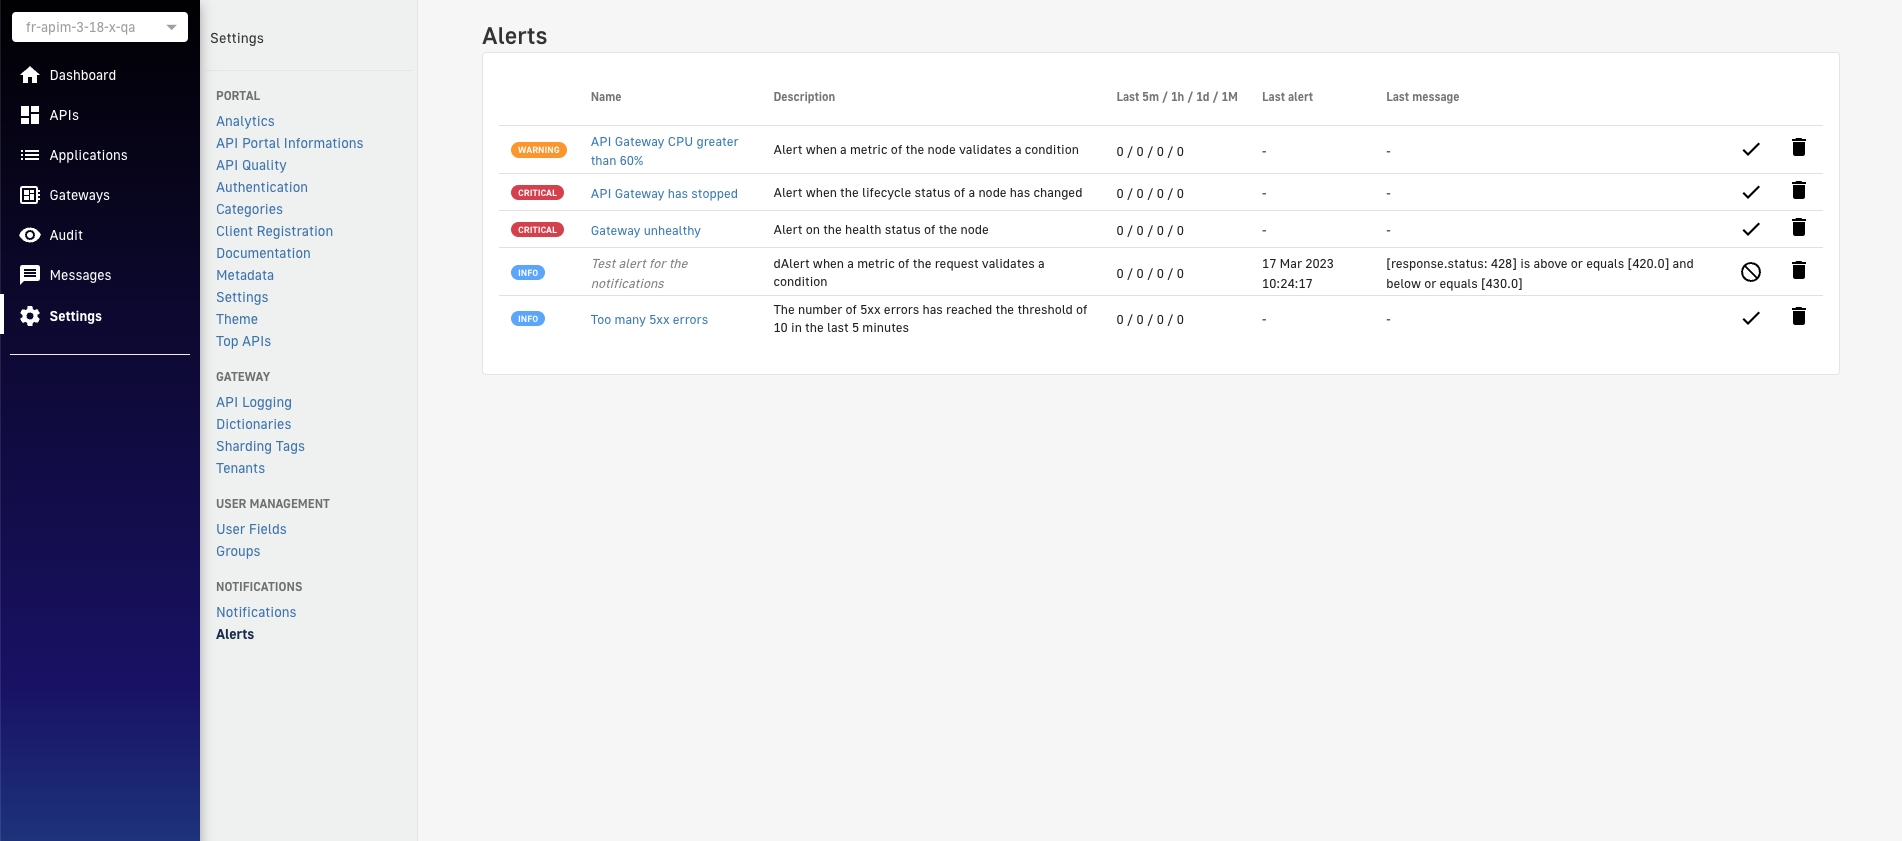 fr-apim-3-18-x-qa
Dashboard
APIs
Applications
Gateways
Audit
Messages
Settings
Settings
PORTAL
Analytics
API Portal Informations
API Quality
Authentication
Categories
Client Registration
Documentation
Metadata
Settings
Theme
Top APIs
GATEWAY
API Logging
Dictionaries
Sharding Tags
Tenants
USER MANAGEMENT
User Fields
Groups
NOTIFICATIONS
Notifications
Alerts
Alerts
Name Description Last 5m / 1h / 1d / 1M Last alert Last message
WARNING API Gateway CPU greater
than 60% Alert when a metric of the node validates a condition 0 / 0 / 0 / 0 - -
CRITICAL API Gateway has stopped Alert when the lifecycle status of a node has changed 0 / 0 / 0 / 0 - -
CRITICAL Gateway unhealthy Alert on the health status of the node 0 / 0 / 0 / 0 - -
INFO Test alert for the
notifications
dAlert when a metric of the request validates a
condition
0 / 0 / 0 / 0
17 Mar 2023
10:24:17
[response.status: 428] is above or equals [420.0] and
below or equals [430.0]
INFO Too many 5xx errors
The number of 5xx errors has reached the threshold of
10 in the last 5 minutes
0 / 0 / 0 / 0 - -